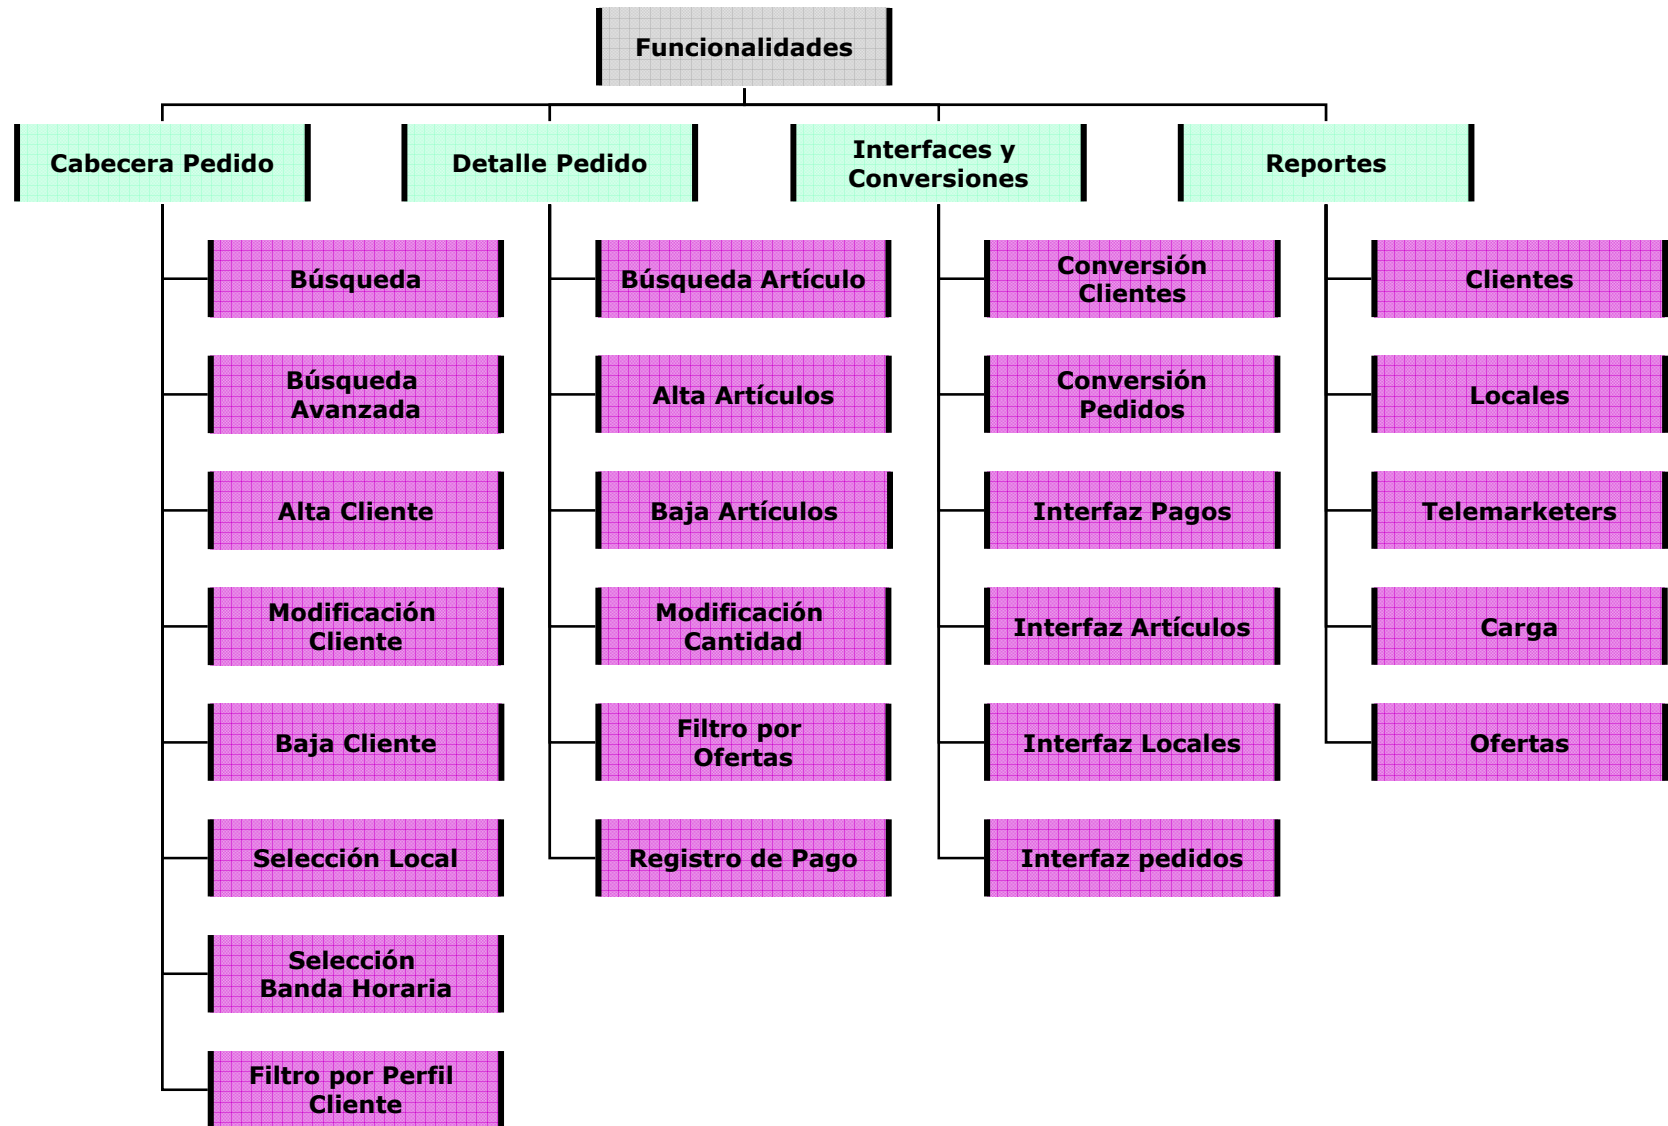 Funcionalidades
Cabecera Pedido
Detalle Pedido
Interfaces y
Conversiones
Reportes
Búsqueda
Búsqueda
Avanzada
Alta Cliente
Modificación
Cliente
Baja Cliente
Selección Local
Selección
Banda Horaria
Filtro por Perfil
Cliente
Búsqueda Artículo
Alta Artículos
Baja Artículos
Modificación
Cantidad
Filtro por
Ofertas
Registro de Pago
Conversión
Clientes
Conversión
Pedidos
Interfaz Pagos
Interfaz Artículos
Interfaz Locales
Interfaz pedidos
Clientes
Locales
Telemarketers
Carga
Ofertas